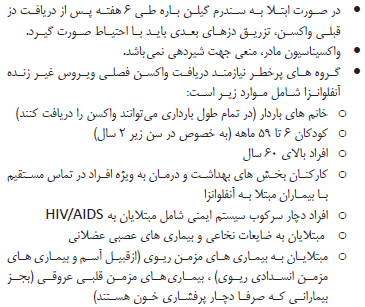 • در صورت ابتلا به سندرم گیلن باره طی ۶ هفته پس از دریافت دز
قبلی واکسن، تزریق دزهای بعدی باید با احتیاط صورت گیرد.
• واکسیناسیون مادر، منعی جهت شیردهی نمی‌باشد.
• گروه های پرخطر نیازمند دریافت واکسن فصلی ویروس غیر زنده
آنفلوانزا شامل موارد زیر است:
o خانم های باردار (در تمام طول بارداری می‌توانند واکسن را دریافت کنند)
o کودکان ۶ تا ۵۹ ماهه (به خصوص در سن زیر ۲ سال)
o افراد بالای ۶۰ سال
o کارکنان بخش های بهداشت و درمان به ویژه افراد در تماس مستقیم
با بیماران مبتلا به آنفلوانزا
o افراد دچار سرکوب سیستم ایمنی شامل مبتلایان به HIV/AIDS
o مبتلایان به ضایعات نخاعی و بیماری های عصبی عضلانی
o مبتلایان به بیماری های مزمن ریوی (ازقبیل آسم و بیماری های
مزمن انسدادی ریوی) ، بیماری‌های مزمن قلبی عروقی (بجز
بیمارانی که صرفا دچار پرفشاری خون هستند)